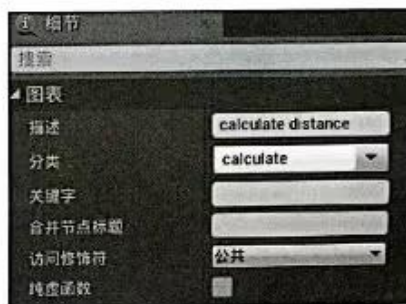 细节
搜索
图表
描述 calculate distance
分类 calculate
关键字
合并节点标题
访问修饰符 公共
纯虚函数